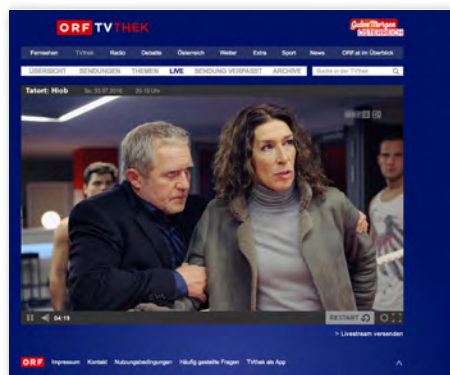 ORF TVTHEK
Guten Morgen
ÖSTERREICH
Fernsehen TVthek Radio Debatte Österreich Wetter Extra Sport News ORF.at im Überblick
ÜBERSICHT SENDUNGEN THEMEN LIVE SENDUNG VERPASST ARCHIVE Suche in der TVthek
Tatort: Hiob So, 03.07.2016 20.15 Uhr
04:19 RESTART
> Livestream versenden
ORF Impressum Kontakt Nutzungsbedingungen Häufig gestellte Fragen TVthek als App